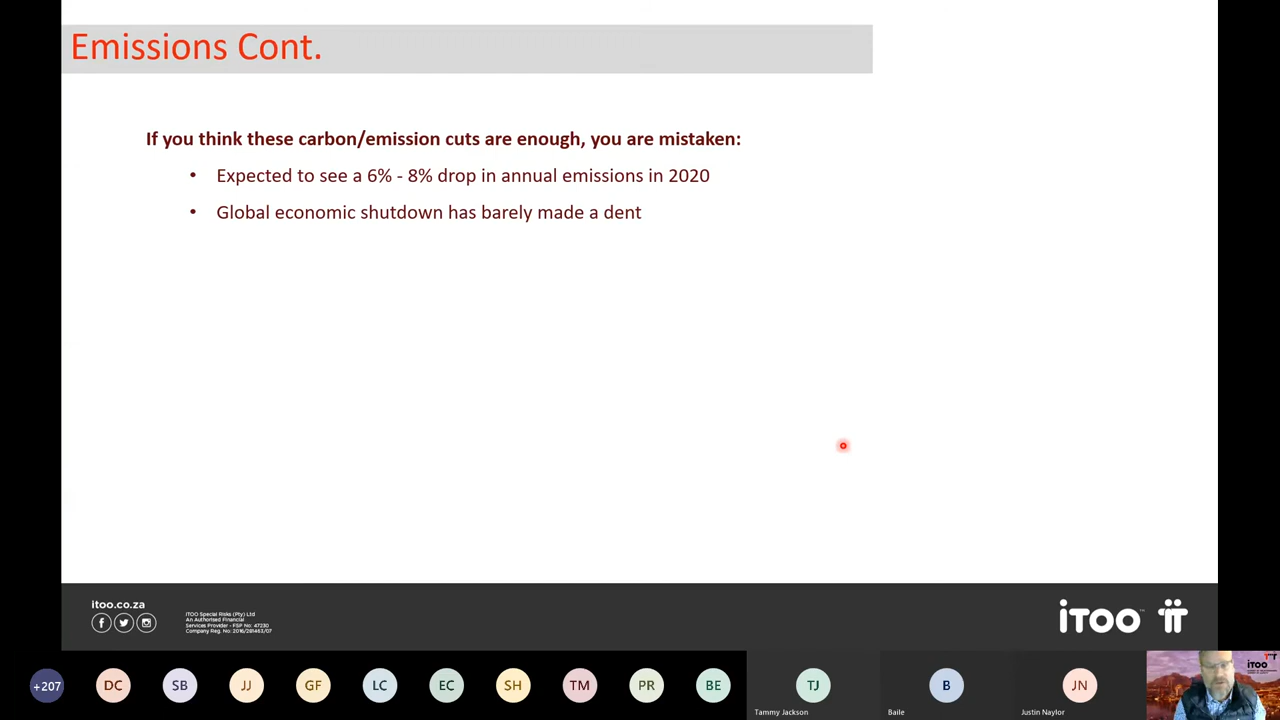 Emissions Cont.
If you think these carbon/emission cuts are enough, you are mistaken:
• Expected to see a 6% - 8% drop in annual emissions in 2020
• Global economic shutdown has barely made a dent
itoo.co.za
ITOO Special Risks (Pty) Ltd
An Authorised Financial
Services Provider - FSP No: 47230
Company Reg. No: 2016/281463/07
iTOO
+207
DC
SB
JJ
GF
LC
EC
SH
TM
PR
BE
TJ
Tammy Jackson
B
Baile
JN
Justin Naylor
iTOO